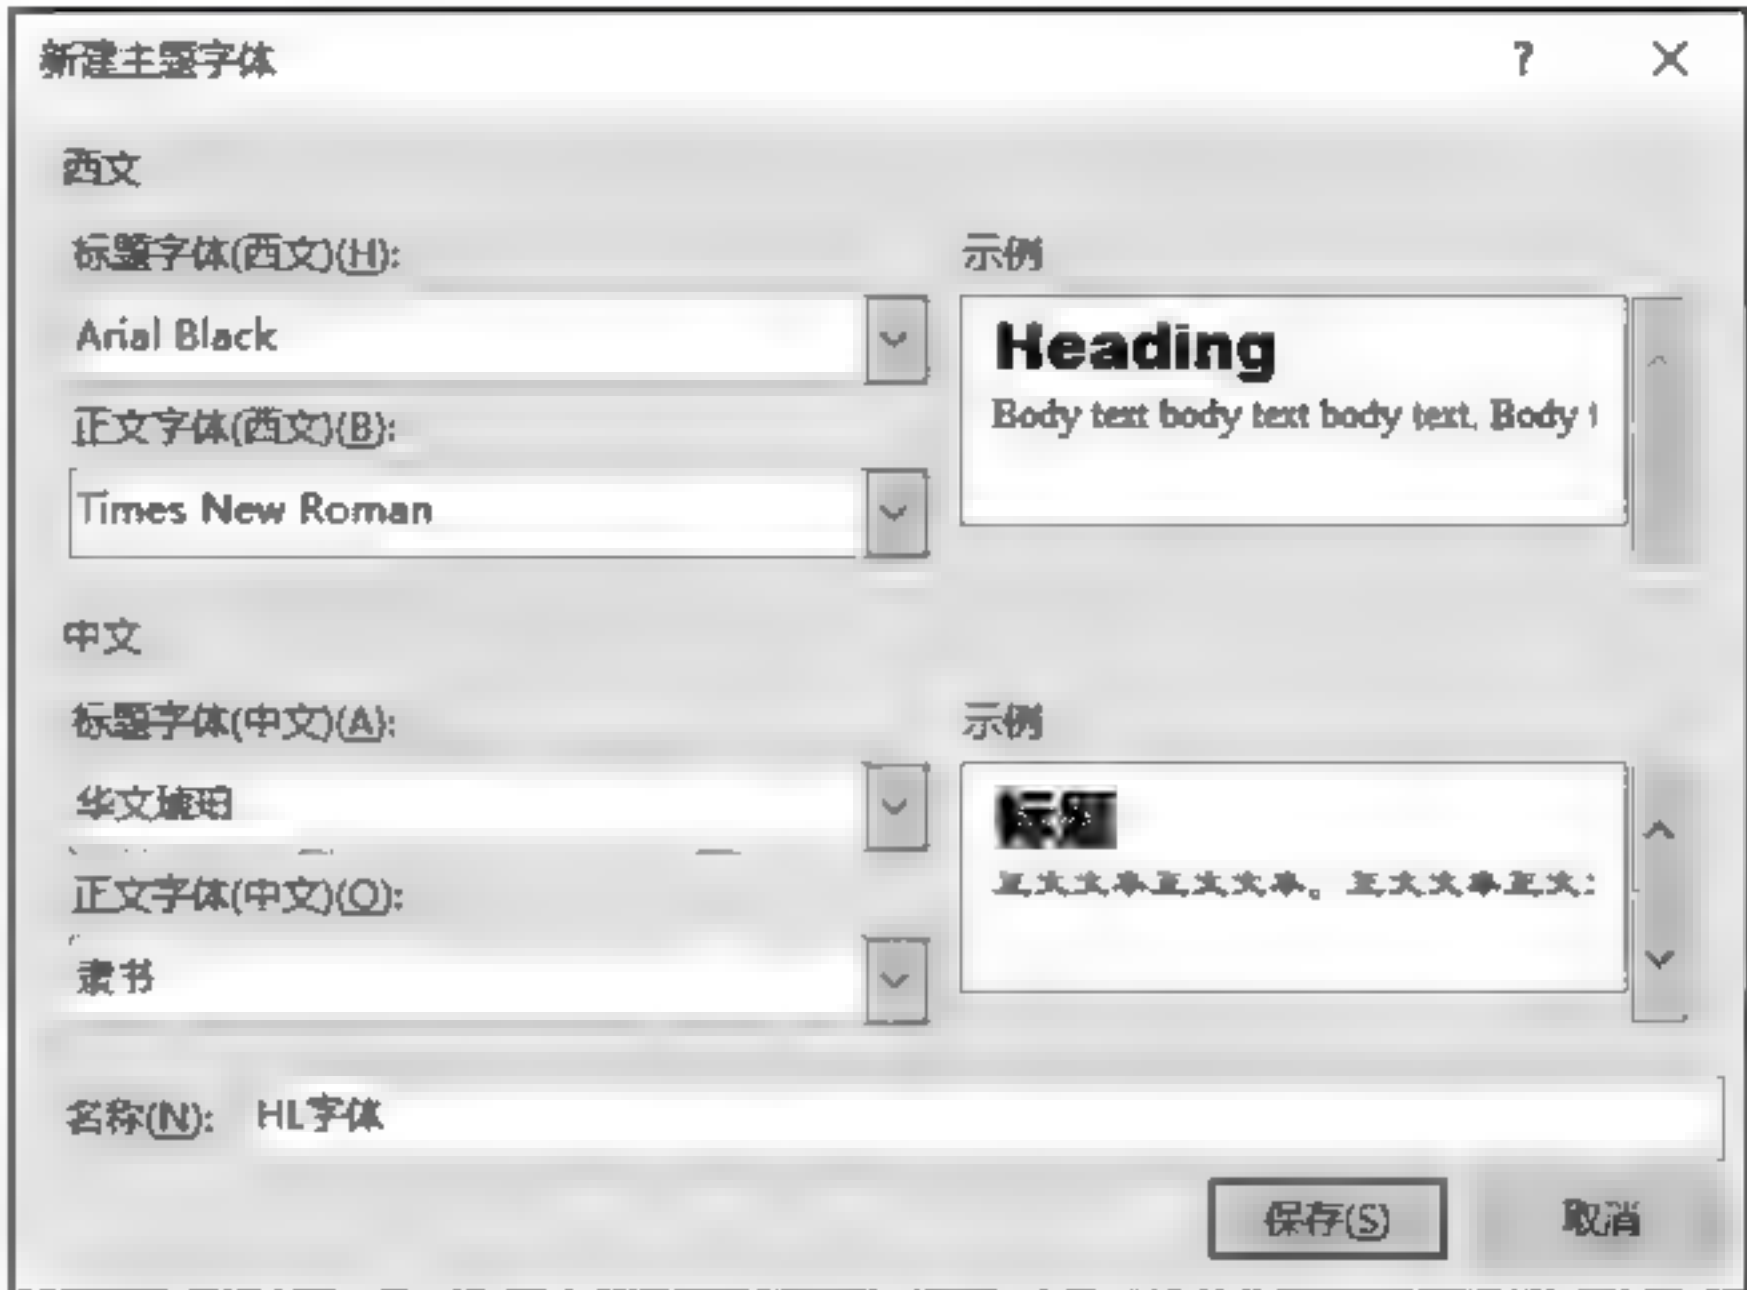 新建主题字体
?
西文
标题字体(西文)(H):
示例
Arial Black
Heading
Body text body text body text. Body t
正文字体(西文)(B):
Times New Roman
中文
标题字体(中文)(A):
示例
华文琥珀
标题
正文文本正文文本。正文文本正文
正文字体(中文)(O):
隶书
名称(N):
HL字体
保存(S)
取消